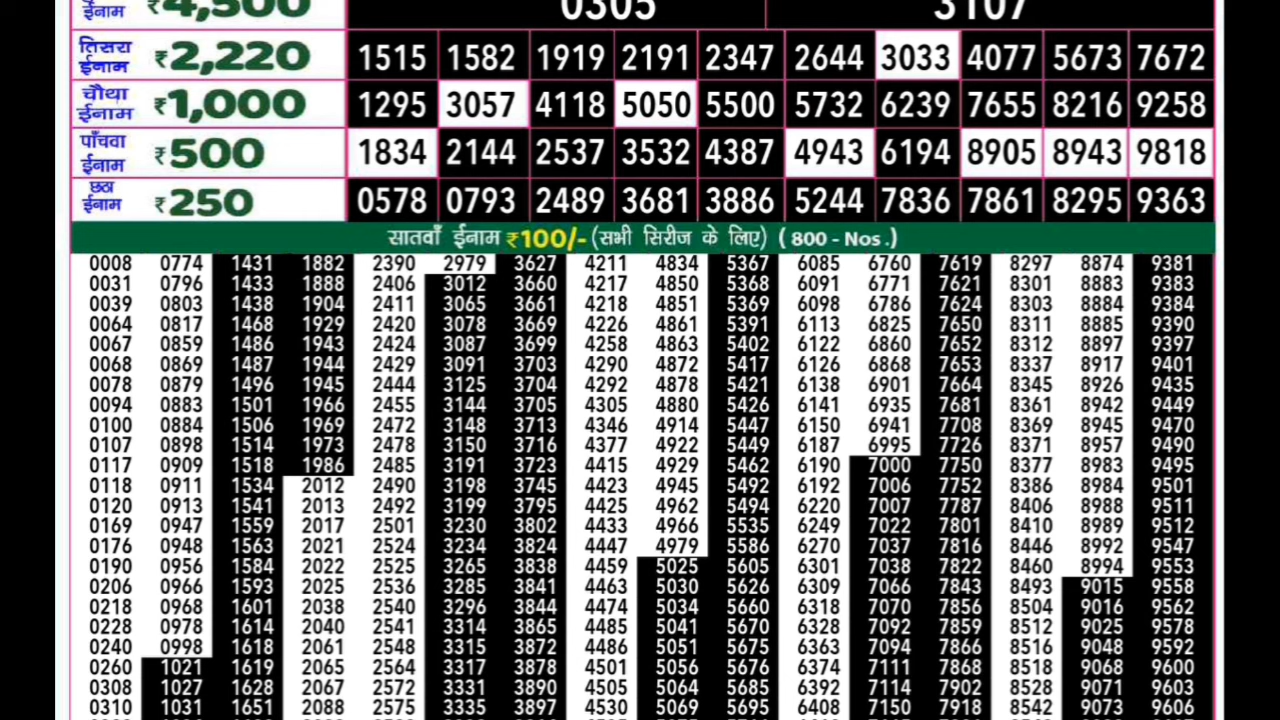 ईनाम ₹4,500 0305 3107
तिसरा ईनाम ₹2,220 1515 1582 1919 2191 2347 2644 3033 4077 5673 7672
चौथा ईनाम ₹1,000 1295 3057 4118 5050 5500 5732 6239 7655 8216 9258
पाँचवा ईनाम ₹500 1834 2144 2537 3532 4387 4943 6194 8905 8943 9818
छठा ईनाम ₹250 0578 0793 2489 3681 3886 5244 7836 7861 8295 9363
सातवाँ ईनाम ₹100/- (सभी सिरीज के लिए) ( 800 - Nos .)
0008 0774 1431 1882 2390 2979 3627 4211 4834 5367 6085 6760 7619 8297 8874 9381
0031 0796 1433 1888 2406 3012 3660 4217 4850 5368 6091 6771 7621 8301 8883 9383
0039 0803 1438 1904 2411 3065 3661 4218 4851 5369 6098 6786 7624 8303 8884 9384
0064 0817 1468 1929 2420 3078 3669 4226 4861 5391 6113 6825 7650 8311 8885 9390
0067 0859 1486 1943 2424 3087 3699 4258 4863 5402 6122 6860 7652 8312 8897 9397
0068 0869 1487 1944 2429 3091 3703 4290 4872 5417 6126 6868 7653 8337 8917 9401
0078 0879 1496 1945 2444 3125 3704 4292 4878 5421 6138 6901 7664 8345 8926 9435
0094 0883 1501 1966 2455 3144 3705 4305 4880 5426 6141 6935 7681 8361 8942 9449
0100 0884 1506 1969 2472 3148 3713 4346 4914 5447 6150 6941 7708 8369 8945 9470
0107 0898 1514 1973 2478 3150 3716 4377 4922 5449 6187 6995 7726 8371 8957 9490
0117 0909 1518 1986 2485 3191 3723 4415 4929 5462 6190 7000 7750 8377 8983 9495
0118 0911 1534 2012 2490 3198 3745 4423 4945 5492 6192 7006 7752 8386 8984 9501
0120 0913 1541 2013 2492 3199 3795 4425 4962 5494 6220 7007 7787 8406 8988 9511
0169 0947 1559 2017 2501 3230 3802 4433 4966 5535 6249 7022 7801 8410 8989 9512
0176 0948 1563 2021 2524 3234 3824 4447 4979 5586 6270 7037 7816 8446 8992 9547
0190 0956 1584 2022 2525 3265 3838 4459 5025 5605 6301 7038 7822 8460 8994 9553
0206 0966 1593 2025 2536 3285 3841 4463 5030 5626 6309 7066 7843 8493 9015 9558
0218 0968 1601 2038 2540 3296 3844 4474 5034 5660 6318 7070 7856 8504 9016 9562
0228 0978 1614 2040 2541 3314 3865 4485 5041 5670 6328 7092 7859 8512 9025 9578
0240 0998 1618 2061 2548 3315 3872 4486 5051 5675 6363 7094 7866 8516 9048 9592
0260 1021 1619 2065 2564 3317 3878 4501 5056 5676 6374 7111 7868 8518 9068 9600
0308 1027 1628 2067 2572 3331 3890 4505 5064 5685 6392 7114 7902 8528 9071 9603
0310 1031 1651 2088 2575 3335 3897 4530 5069 5695 6408 7150 7918 8542 9073 9606